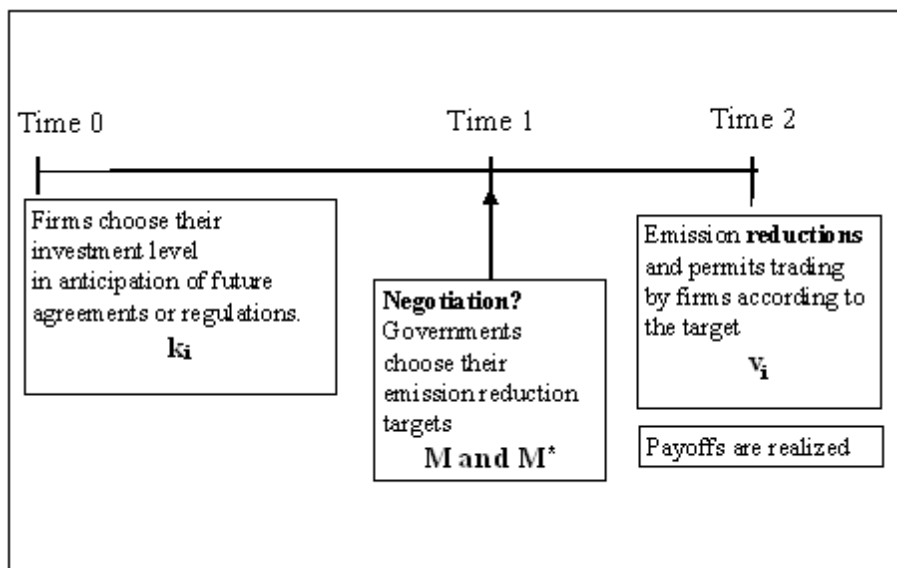 Time 0
Time 1
Time 2
Firms choose their
investment level
in anticipation of future
agreements or regulations.
kᵢ
Negotiation?
Governments
choose their
emission reduction
targets
M and M*
Emission reductions
and permits trading
by firms according to
the target
vᵢ
Payoffs are realized